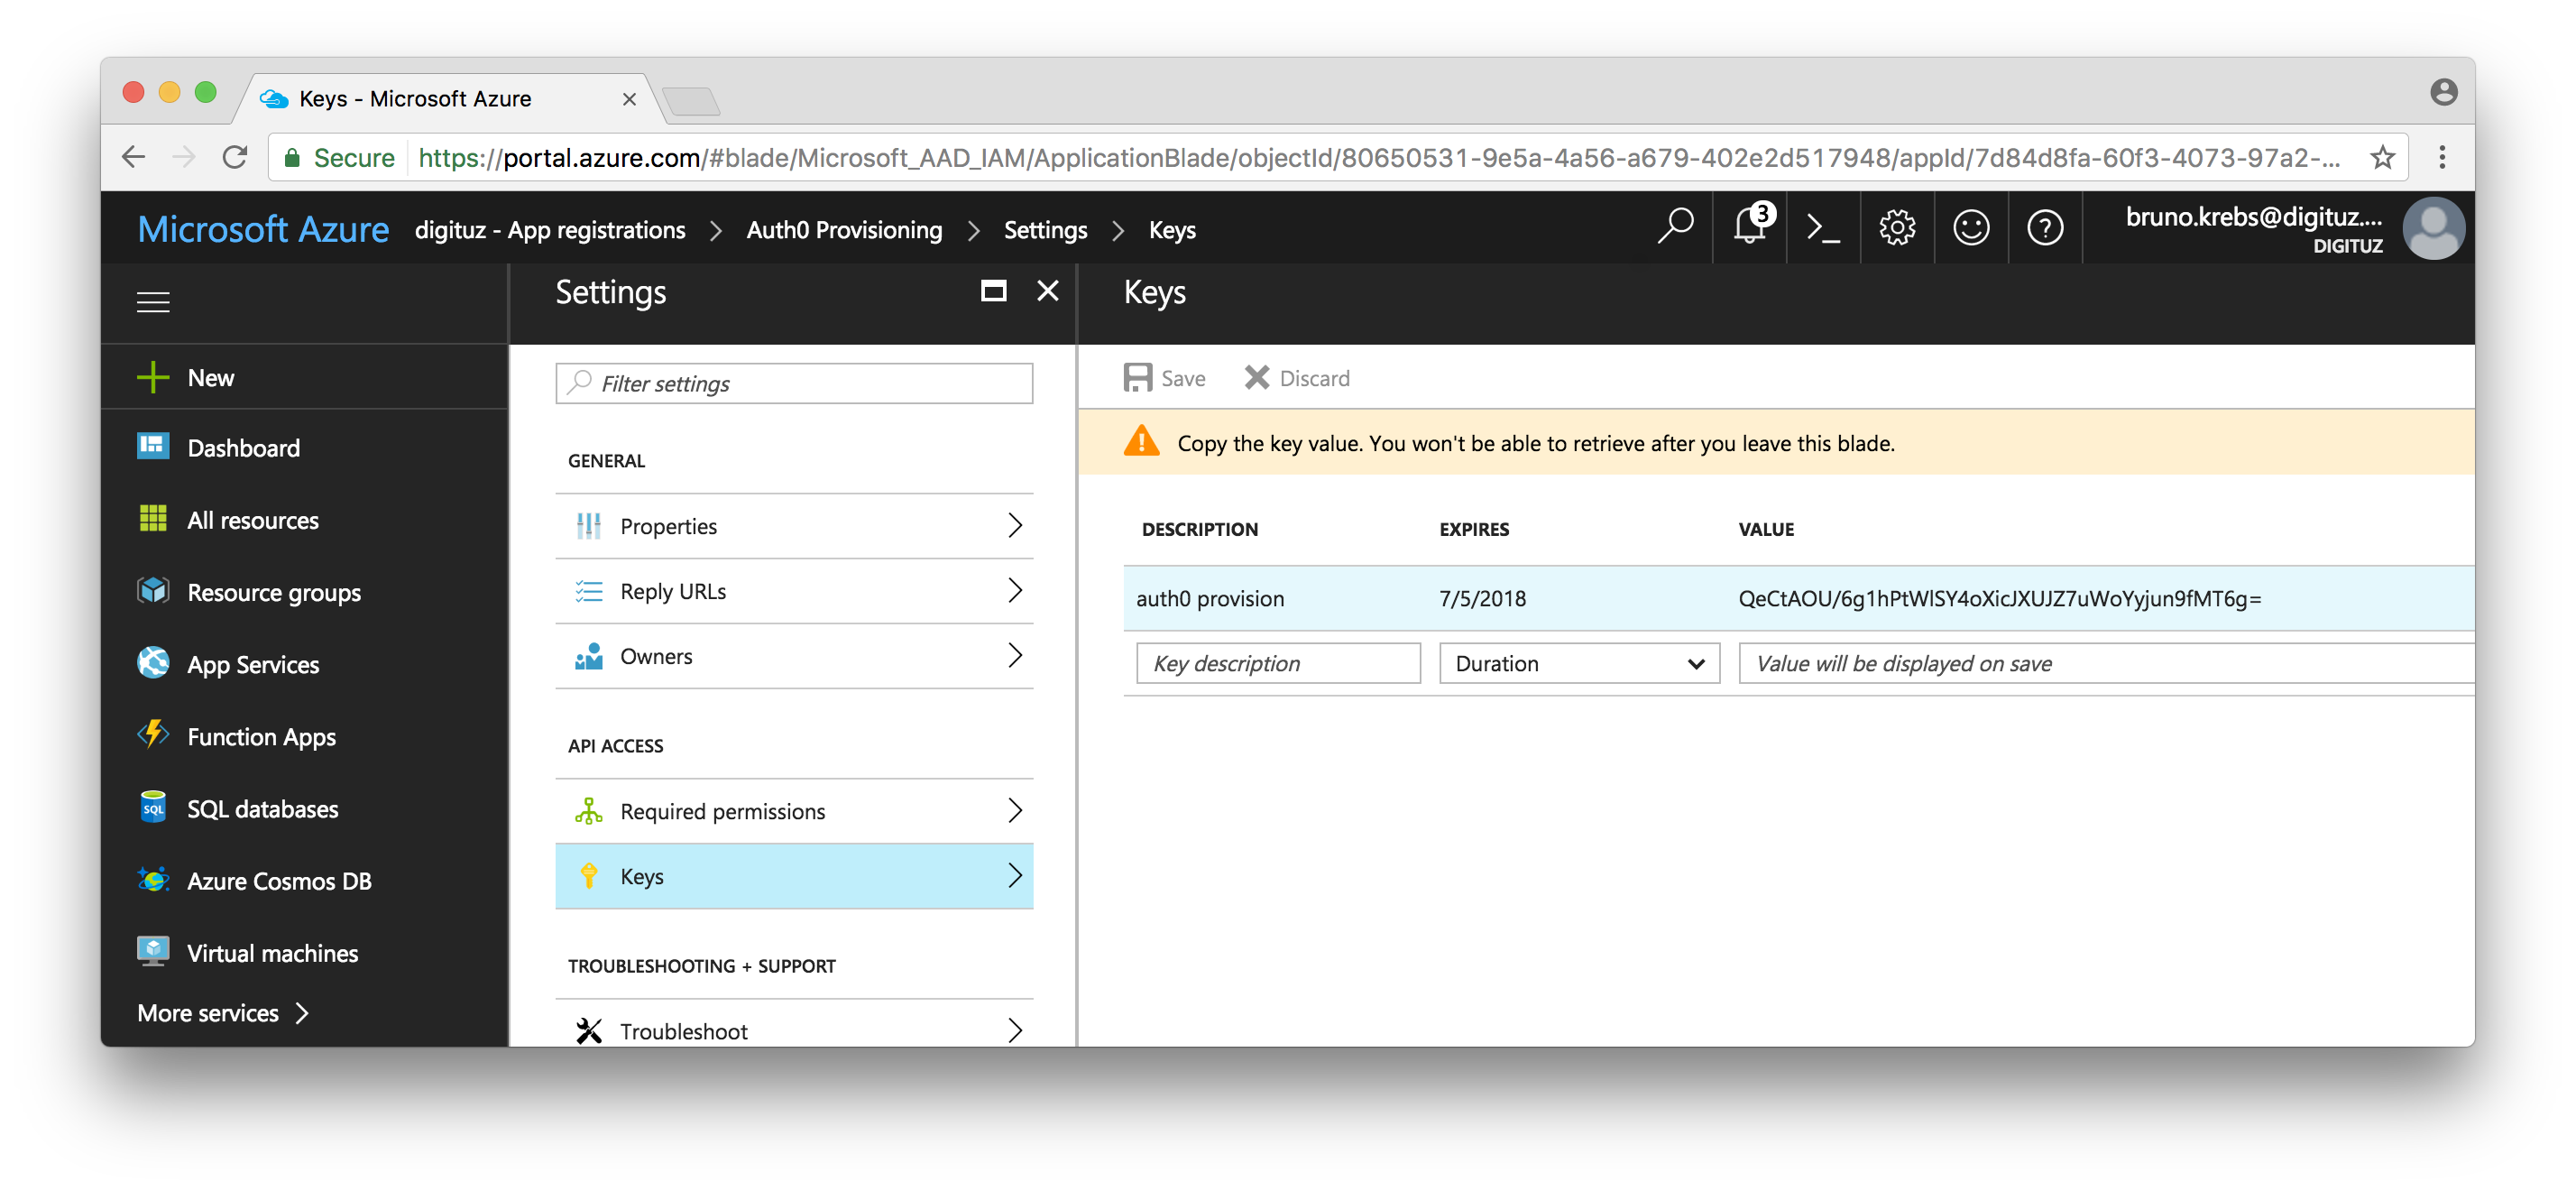 Keys - Microsoft Azure
Secure https://portal.azure.com/#blade/Microsoft_AAD_IAM/ApplicationBlade/objectId/80650531-9e5a-4a56-a679-402e2d517948/appId/7d84d8fa-60f3-4073-97a2-...
Microsoft Azure digituz - App registrations > Auth0 Provisioning > Settings > Keys
3
bruno.krebs@digituz....
DIGITUZ
New
Dashboard
All resources
Resource groups
App Services
Function Apps
SQL
SQL databases
Azure Cosmos DB
Virtual machines
More services >
Settings
Filter settings
GENERAL
Properties
Reply URLs
Owners
API ACCESS
Required permissions
Keys
TROUBLESHOOTING + SUPPORT
Troubleshoot
Keys
Save Discard
Copy the key value. You won't be able to retrieve after you leave this blade.
DESCRIPTION EXPIRES VALUE
auth0 provision 7/5/2018 QeCtAOU/6g1hPtWlSY4oXicJXUJZ7uWoYyjun9fMT6g=
Key description Duration Value will be displayed on save